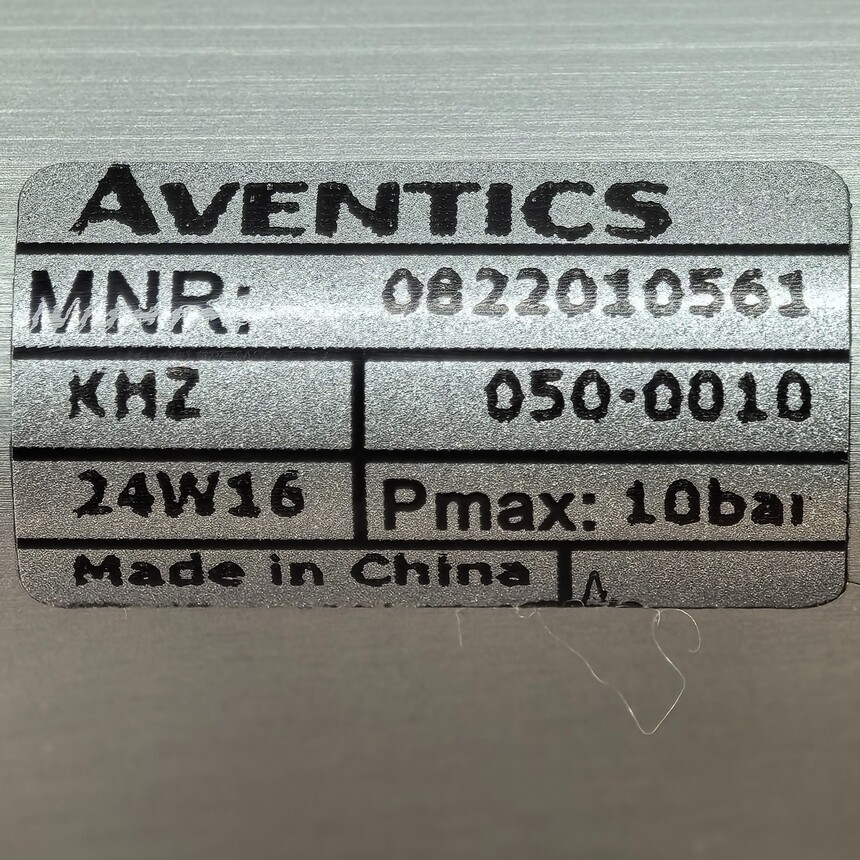 AVENTICS
MNR: 0822010561
KHZ 050·0010
24W16 Pmax: 10bar
Made in China